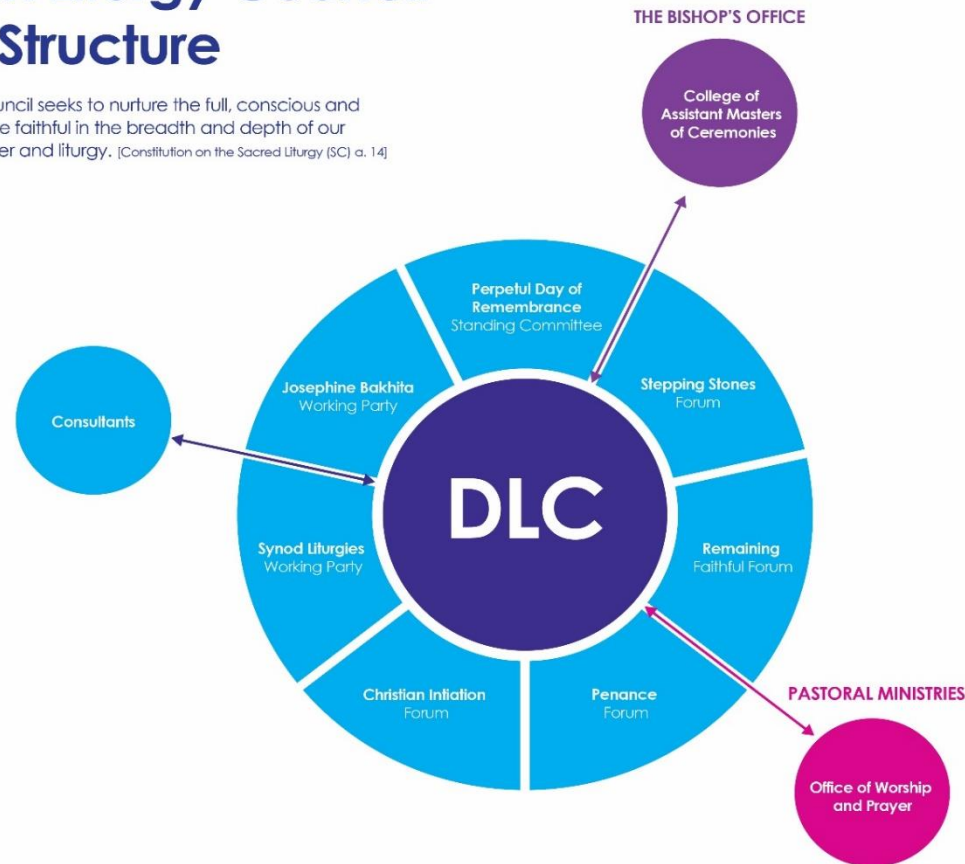 Structure
uncil seeks to nurture the full, conscious and
e faithful in the breadth and depth of our
er and liturgy. [Constitution on the Sacred Liturgy (SC) a. 14]
THE BISHOP'S OFFICE
College of
Assistant Masters
of Ceremonies
Perpetul Day of
Remembrance
Standing Committee
Josephine Bakhita
Working Party
Stepping Stones
Forum
Consultants
DLC
Synod Liturgies
Working Party
Remaining
Faithful Forum
Christian Intiation
Forum
Penance
Forum
PASTORAL MINISTRIES
Office of Worship
and Prayer